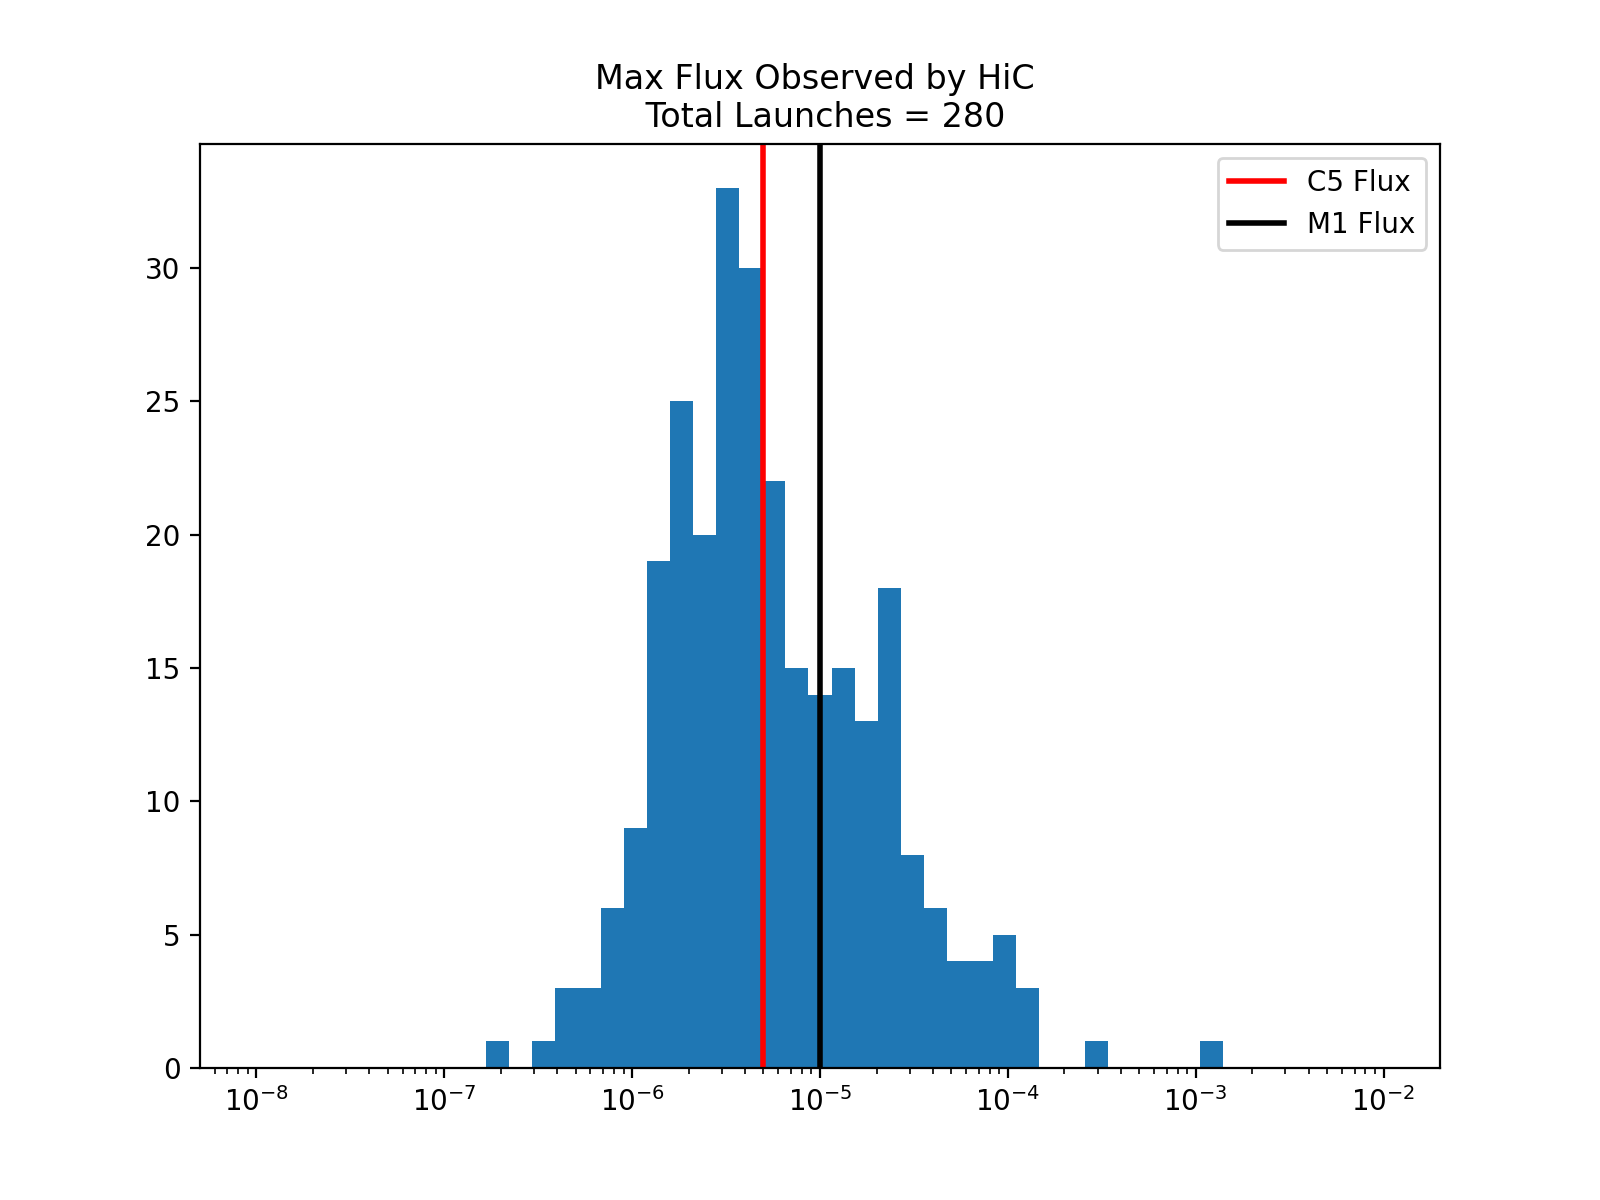 Max Flux Observed by HiC
Total Launches = 280
C5 Flux
M1 Flux
30
25
20
15
10
5
0
10⁻⁸ 10⁻⁷ 10⁻⁶ 10⁻⁵ 10⁻⁴ 10⁻³ 10⁻²